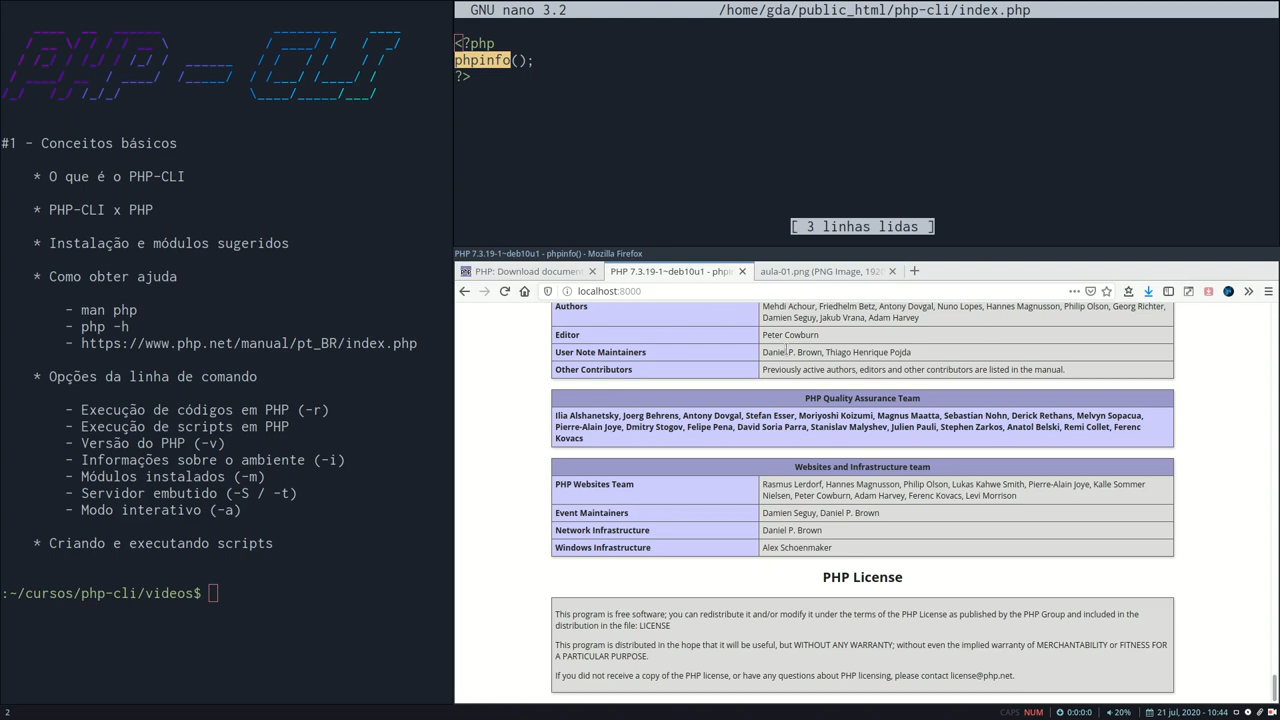 PHP-CLI
#1 - Conceitos básicos
* O que é o PHP-CLI
* PHP-CLI x PHP
* Instalação e módulos sugeridos
* Como obter ajuda
- man php
- php -h
- https://www.php.net/manual/pt_BR/index.php
* Opções da linha de comando
- Execução de códigos em PHP (-r)
- Execução de scripts em PHP
- Versão do PHP (-v)
- Informações sobre o ambiente (-i)
- Módulos instalados (-m)
- Servidor embutido (-S / -t)
- Modo interativo (-a)
* Criando e executando scripts
:~/cursos/php-cli/videos$
GNU nano 3.2 /home/gda/public_html/php-cli/index.php
<?php
phpinfo();
?>
[ 3 linhas lidas ]
PHP 7.3.19-1~deb10u1 - phpinfo() - Mozilla Firefox
PHP: Download document
PHP 7.3.19-1~deb10u1 - phpi
aula-01.png (PNG Image, 192
localhost:8000
Authors Mehdi Achour, Friedhelm Betz, Antony Dovgal, Nuno Lopes, Hannes Magnusson, Philip Olson, Georg Richter,
Damien Seguy, Jakub Vrana, Adam Harvey
Editor Peter Cowburn
User Note Maintainers Daniel P. Brown, Thiago Henrique Pojda
Other Contributors Previously active authors, editors and other contributors are listed in the manual.
PHP Quality Assurance Team
Ilia Alshanetsky, Joerg Behrens, Antony Dovgal, Stefan Esser, Moriyoshi Koizumi, Magnus Maatta, Sebastian Nohn, Derick Rethans, Melvyn Sopacua,
Pierre-Alain Joye, Dmitry Stogov, Felipe Pena, David Soria Parra, Stanislav Malyshev, Julien Pauli, Stephen Zarkos, Anatol Belski, Remi Collet, Ferenc
Kovacs
Websites and Infrastructure team
PHP Websites Team Rasmus Lerdorf, Hannes Magnusson, Philip Olson, Lukas Kahwe Smith, Pierre-Alain Joye, Kalle Sommer
Nielsen, Peter Cowburn, Adam Harvey, Ferenc Kovacs, Levi Morrison
Event Maintainers Damien Seguy, Daniel P. Brown
Network Infrastructure Daniel P. Brown
Windows Infrastructure Alex Schoenmaker
PHP License
This program is free software; you can redistribute it and/or modify it under the terms of the PHP License as published by the PHP Group and included in the
distribution in the file: LICENSE
This program is distributed in the hope that it will be useful, but WITHOUT ANY WARRANTY; without even the implied warranty of MERCHANTABILITY or FITNESS FOR
A PARTICULAR PURPOSE.
If you did not receive a copy of the PHP license, or have any questions about PHP licensing, please contact license@php.net.
2 CAPS NUM 0:0:0:0 20% 21 jul, 2020 - 10:44